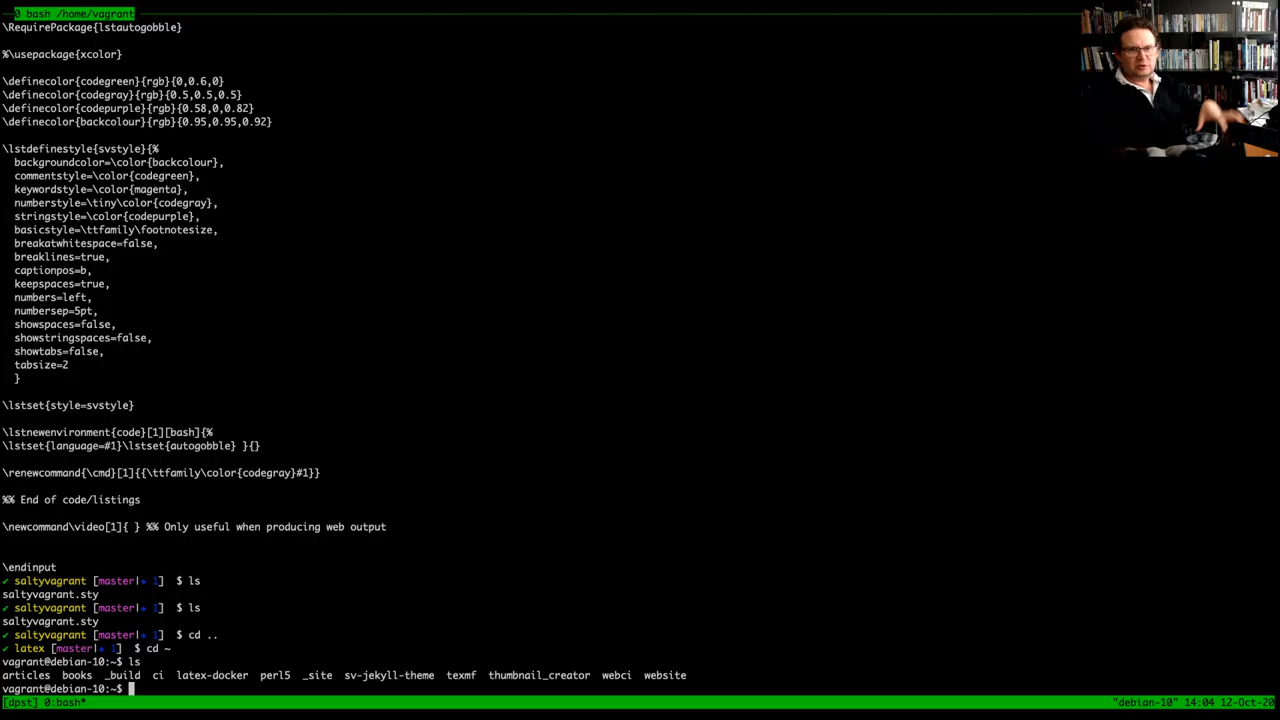 0 bash /home/vagrant
\RequirePackage{lstautogobble}
%\usepackage{xcolor}
\definecolor{codegreen}{rgb}{0,0.6,0}
\definecolor{codegray}{rgb}{0.5,0.5,0.5}
\definecolor{codepurple}{rgb}{0.58,0,0.82}
\definecolor{backcolour}{rgb}{0.95,0.95,0.92}
\lstdefinestyle{svstyle}{%
  backgroundcolor=\color{backcolour},
  commentstyle=\color{codegreen},
  keywordstyle=\color{magenta},
  numberstyle=\tiny\color{codegray},
  stringstyle=\color{codepurple},
  basicstyle=\ttfamily\footnotesize,
  breakatwhitespace=false,
  breaklines=true,
  captionpos=b,
  keepspaces=true,
  numbers=left,
  numbersep=5pt,
  showspaces=false,
  showstringspaces=false,
  showtabs=false,
  tabsize=2
  }
\lstset{style=svstyle}
\lstnewenvironment{code}[1][bash]{%
\lstset{language=#1}\lstset{autogobble} }{}
\renewcommand{\cmd}[1]{{\ttfamily\color{codegray}#1}}
%% End of code/listings
\newcommand\video[1]{ } %% Only useful when producing web output
\endinput
✔ saltyvagrant [master|✚ 1]  $ ls
saltyvagrant.sty
✔ saltyvagrant [master|✚ 1]  $ ls
saltyvagrant.sty
✔ saltyvagrant [master|✚ 1]  $ cd ..
✔ latex [master|✚ 1]  $ cd ~
vagrant@debian-10:~$ ls
articles  books  _build  ci  latex-docker  perl5  _site  sv-jekyll-theme  texmf  thumbnail_creator  webci  website
vagrant@debian-10:~$
[dpst] 0:bash* "debian-10" 14:04 12-Oct-20